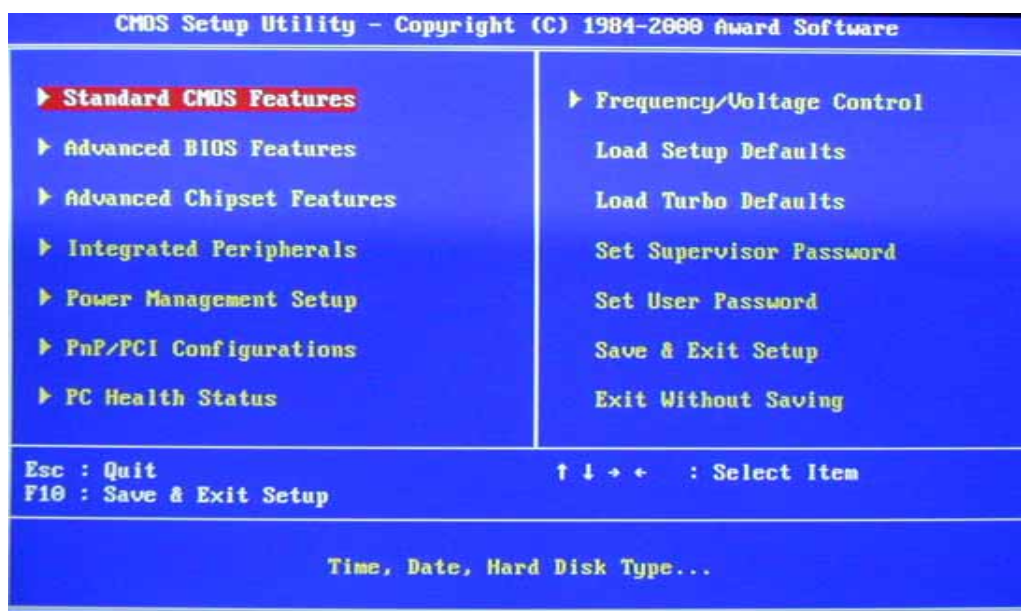 CMOS Setup Utility - Copyright (C) 1984-2000 Award Software
▶ Standard CMOS Features
▶ Advanced BIOS Features
▶ Advanced Chipset Features
▶ Integrated Peripherals
▶ Power Management Setup
▶ PnP/PCI Configurations
▶ PC Health Status
▶ Frequency/Voltage Control
Load Setup Defaults
Load Turbo Defaults
Set Supervisor Password
Set User Password
Save & Exit Setup
Exit Without Saving
Esc : Quit
F10 : Save & Exit Setup
↑ ↓ → ← : Select Item
Time, Date, Hard Disk Type...